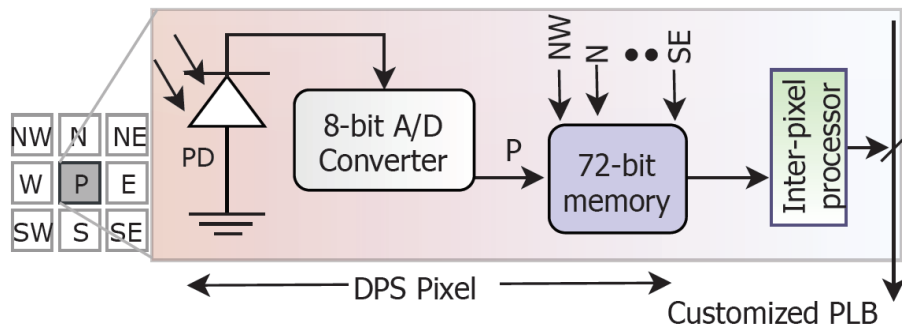 NW N NE
W P E
SW S SE
PD
8-bit A/D
Converter
P
NW
N
SE
72-bit
memory
Inter-pixel
processor
DPS Pixel
Customized PLB